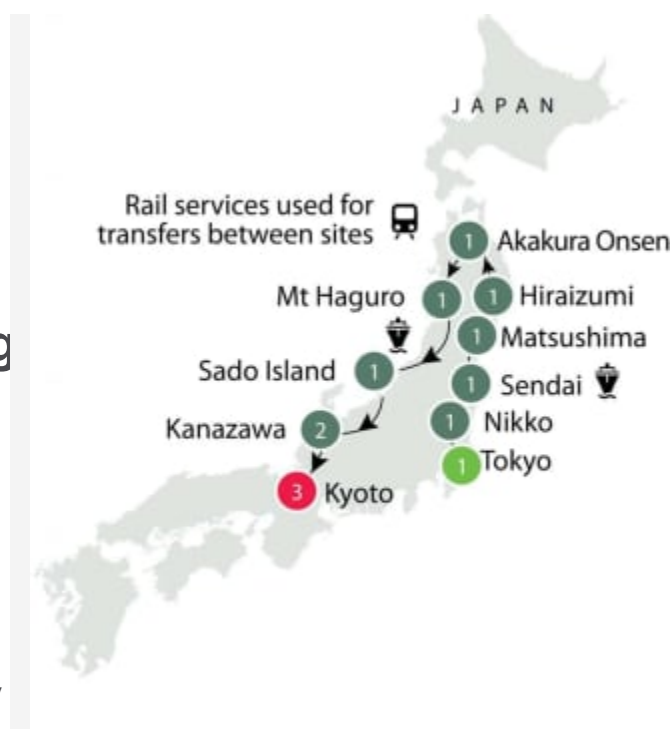 JAPAN
Rail services used for
transfers between sites
1 Akakura Onsen
Mt Haguro 1
1 Hiraizumi
1 Matsushima
Sado Island 1
1 Sendai
1 Nikko
Kanazawa 2
1 Tokyo
3 Kyoto
g